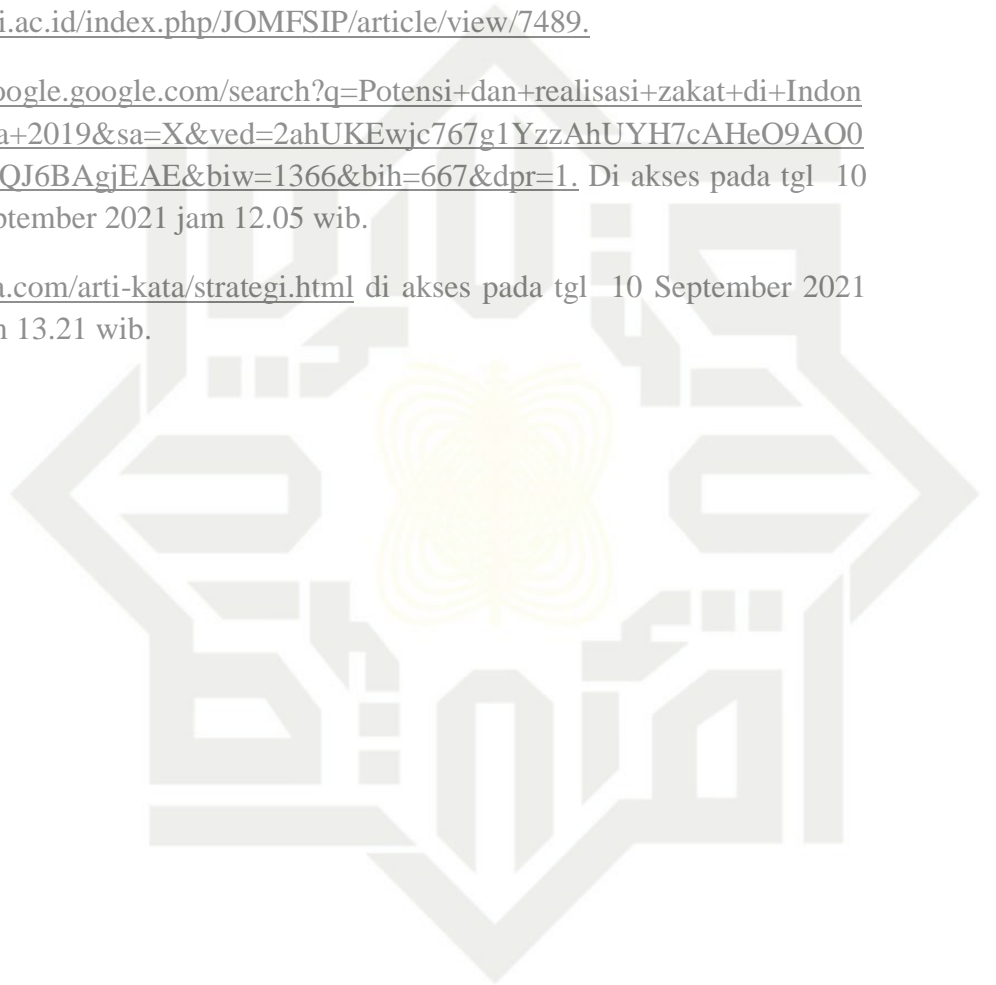 i.ac.id/index.php/JOMFSIP/article/view/7489.
oogle.google.com/search?q=Potensi+dan+realisasi+zakat+di+Indon
a+2019&sa=X&ved=2ahUKEwjc767g1YzzAhUYH7cAHeO9AO0
QJ6BAgjEAE&biw=1366&bih=667&dpr=1. Di akses pada tgl 10
ptember 2021 jam 12.05 wib.
a.com/arti-kata/strategi.html di akses pada tgl 10 September 2021
13.21 wib.